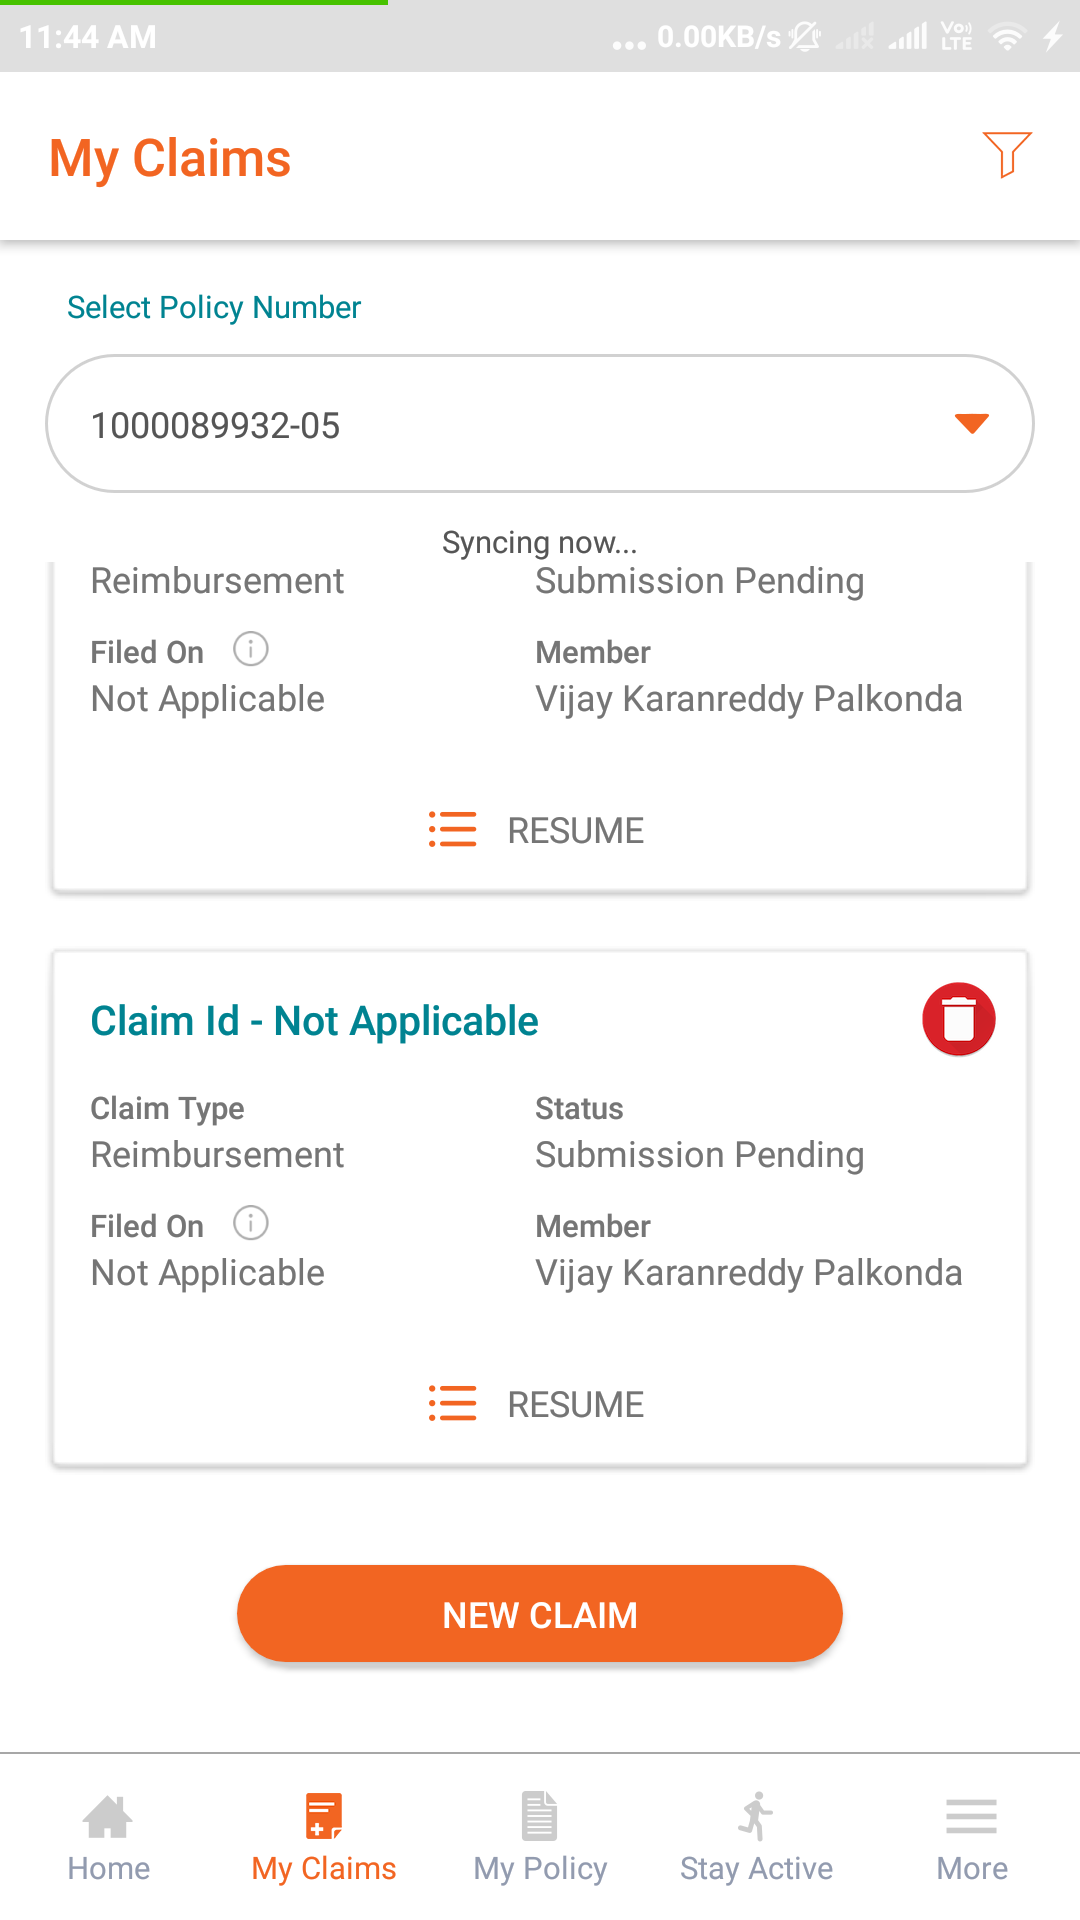 11:44 AM
... 0.00KB/s Vo)) LTE
My Claims
Select Policy Number
1000089932-05
Syncing now...
Reimbursement Submission Pending
Filed On Member
Not Applicable Vijay Karanreddy Palkonda
RESUME
Claim Id - Not Applicable
Claim Type Status
Reimbursement Submission Pending
Filed On Member
Not Applicable Vijay Karanreddy Palkonda
RESUME
NEW CLAIM
Home My Claims My Policy Stay Active More